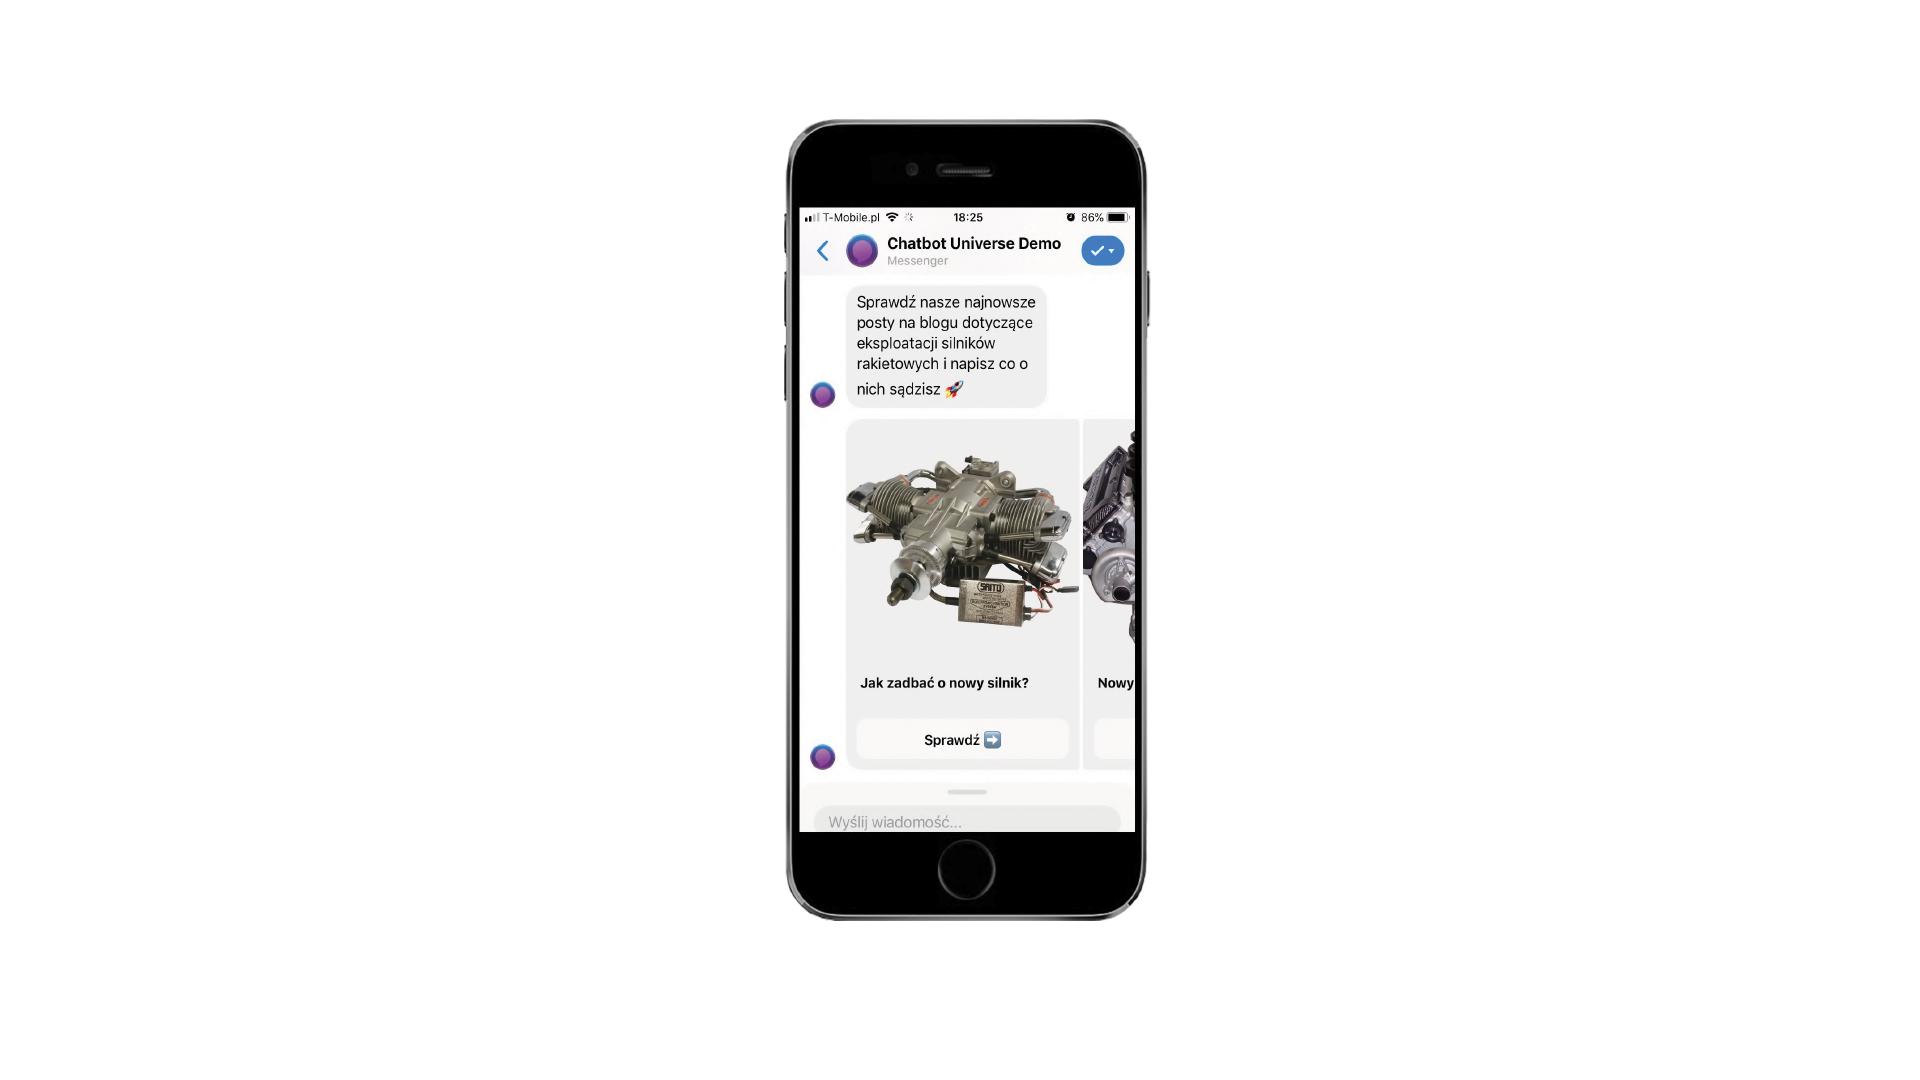 T-Mobile.pl 18:25 86%
Chatbot Universe Demo
Messenger
Sprawdź nasze najnowsze
posty na blogu dotyczące
eksploatacji silników
rakietowych i napisz co o
nich sądzisz 🚀
SAITO
Jak zadbać o nowy silnik?
Nowy
Sprawdź ➡️
Wyślij wiadomość...